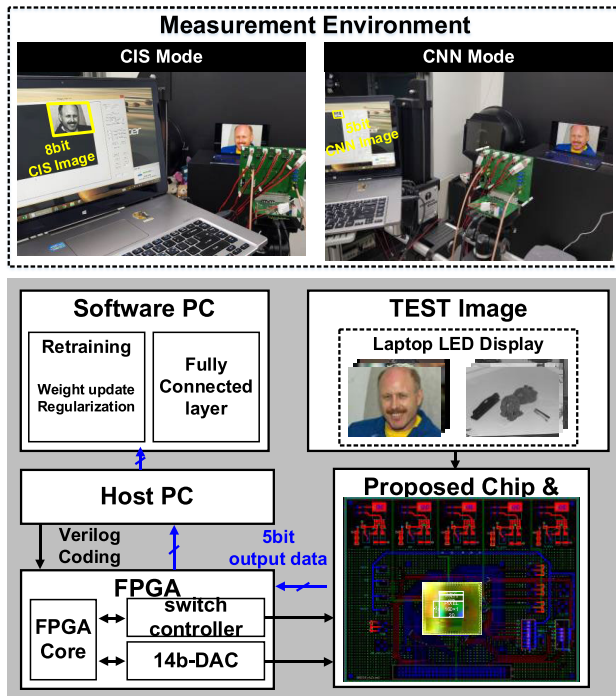 Measurement Environment
CIS Mode
CNN Mode
8bit
CIS Image
5bit
CNN Image
Software PC
Retraining
Weight update
Regularization
Fully
Connected
layer
TEST Image
Laptop LED Display
Host PC
Verilog
Coding
5bit
output data
FPGA
FPGA
Core
switch
controller
14b-DAC
Proposed Chip &